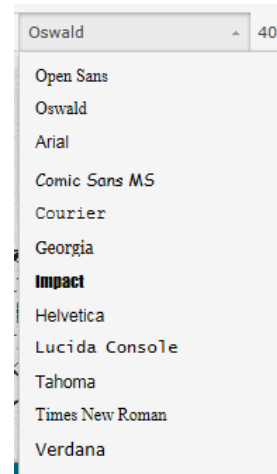 Oswald 40
Open Sans
Oswald
Arial
Comic Sans MS
Courier
Georgia
Impact
Helvetica
Lucida Console
Tahoma
Times New Roman
Verdana